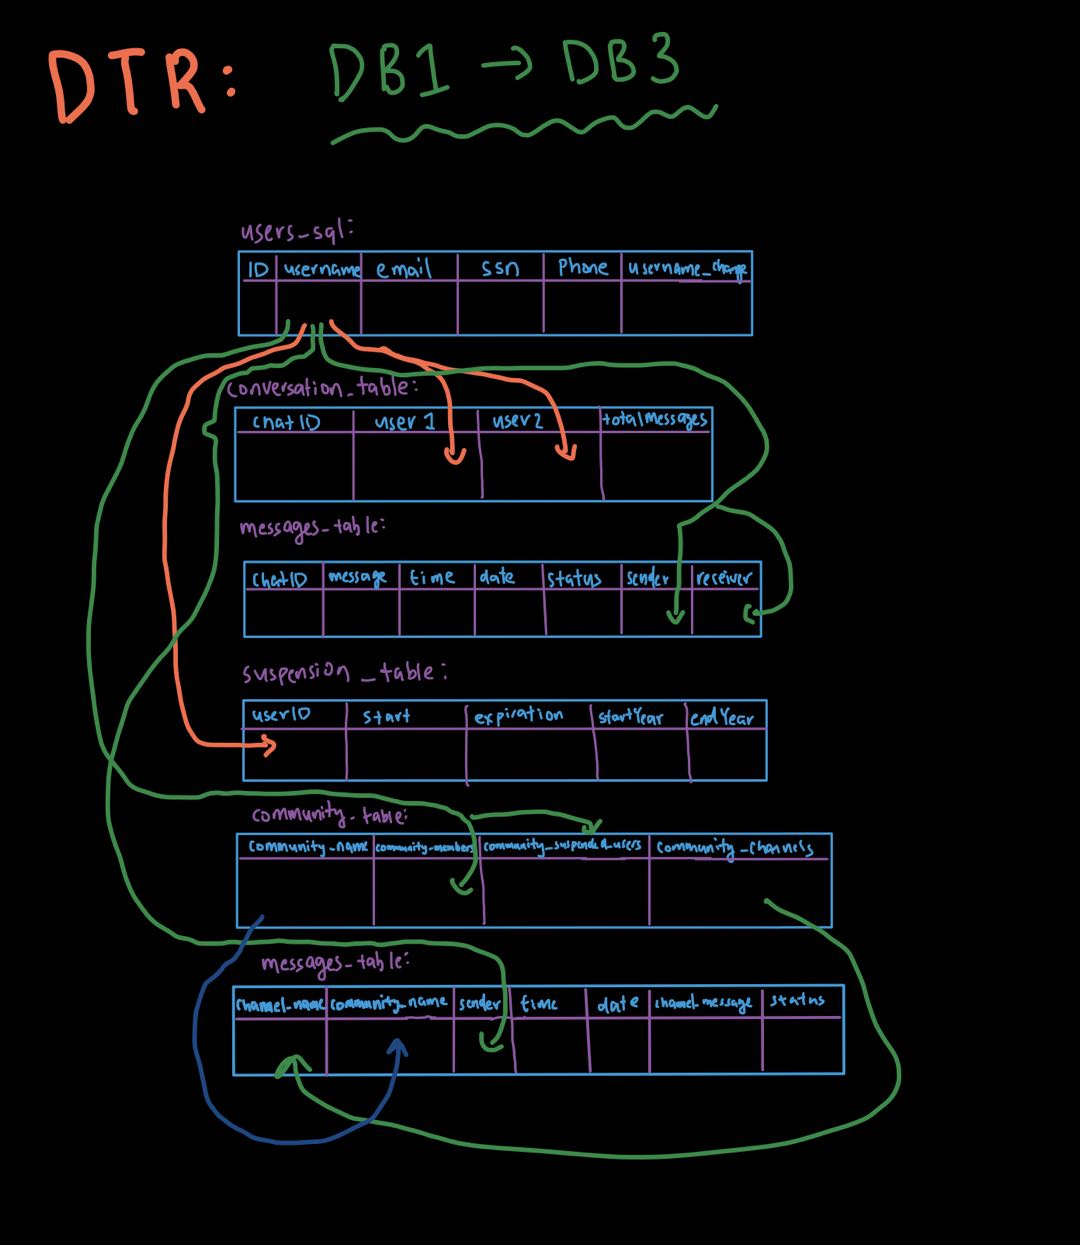 DTR: DB1 → DB3
users_sql:
ID username email ssn Phone username_change
conversation_table:
chatID user 1 user2 totalMessages
messages_table:
chatID message time date status sender receiver
suspension_table:
userID start expiration startYear endYear
community_table:
community_name community_members community_suspended_users community_channels
messages_table:
channel_name community_name sender time date channel_message status